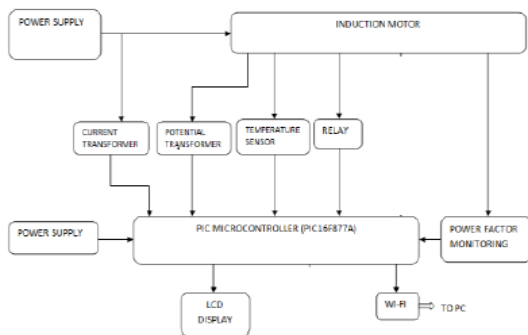 POWER SUPPLY
INDUCTION MOTOR
CURRENT
TRANSFORMER
POTENTIAL
TRANSFORMER
TEMPERATURE
SENSOR
RELAY
POWER SUPPLY
PIC MICROCONTROLLER (PIC16F877A)
POWER FACTOR
MONITORING
LCD
DISPLAY
WI-FI
TO PC